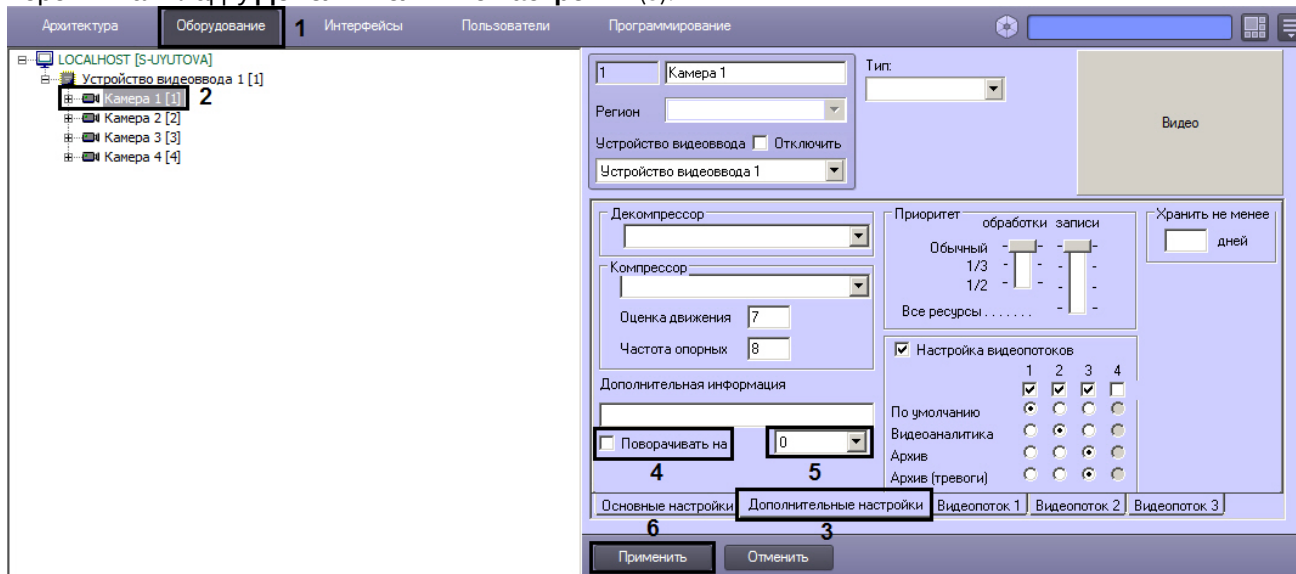 Архитектура Оборудование 1 Интерфейсы Пользователи Программирование
LOCALHOST [S-UYUTOVA]
Устройство видеоввода 1 [1]
Камера 1 [1] 2
Камера 2 [2]
Камера 3 [3]
Камера 4 [4]
1 Камера 1
Тип:
Регион
Видео
Устройство видеоввода Отключить
Устройство видеоввода 1
Декомпрессор
Компрессор
Оценка движения 7
Частота опорных 8
Дополнительная информация
Поворачивать на 0
4 5
Приоритет обработки записи
Обычный
1/3
1/2
Все ресурсы . . . . . . .
Хранить не менее
дней
Настройка видеопотоков
1 2 3 4
По умолчанию
Видеоаналитика
Архив
Архив (тревоги)
Основные настройки Дополнительные настройки Видеопоток 1 Видеопоток 2 Видеопоток 3
6 3
Применить Отменить